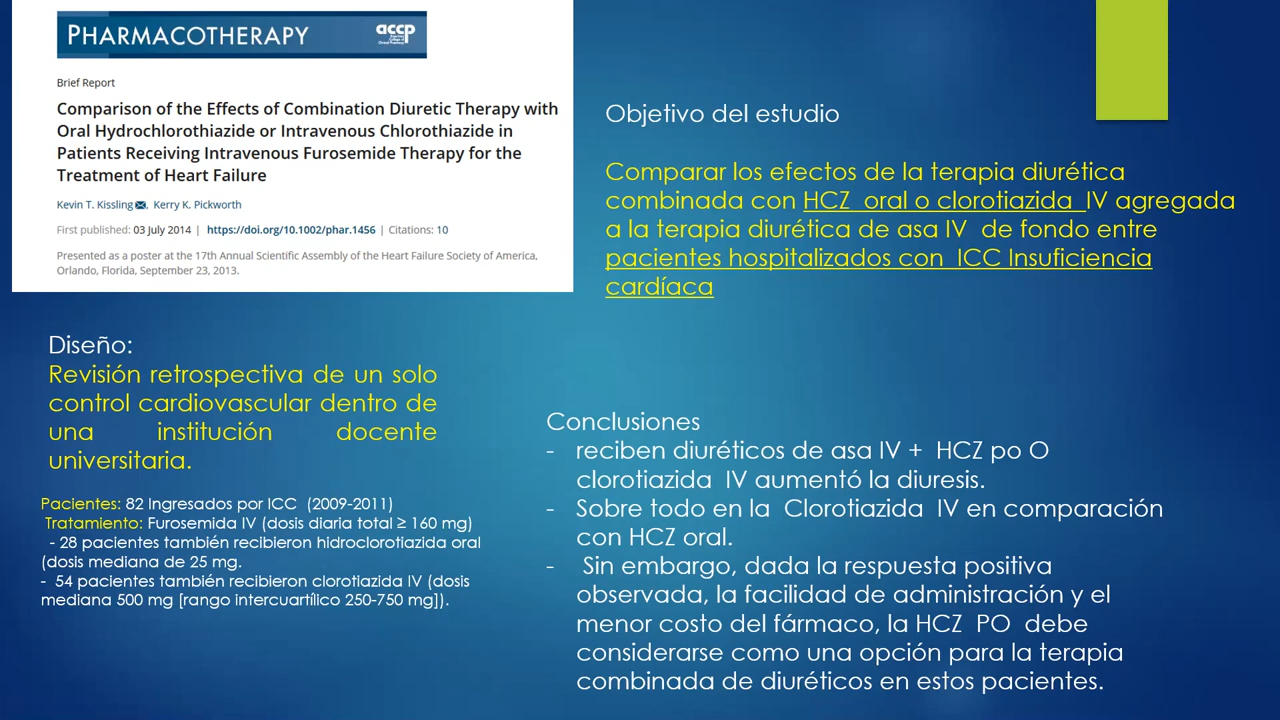 PHARMACOTHERAPY
accp
Brief Report
Comparison of the Effects of Combination Diuretic Therapy with
Oral Hydrochlorothiazide or Intravenous Chlorothiazide in
Patients Receiving Intravenous Furosemide Therapy for the
Treatment of Heart Failure
Kevin T. Kissling, Kerry K. Pickworth
First published: 03 July 2014 | https://doi.org/10.1002/phar.1456 | Citations: 10
Presented as a poster at the 17th Annual Scientific Assembly of the Heart Failure Society of America,
Orlando, Florida, September 23, 2013.
Objetivo del estudio
Comparar los efectos de la terapia diurética
combinada con HCZ oral o clorotiazida IV agregada
a la terapia diurética de asa IV de fondo entre
pacientes hospitalizados con ICC Insuficiencia
cardíaca
Diseño:
Revisión retrospectiva de un solo
control cardiovascular dentro de
una institución docente
universitaria.
Pacientes: 82 Ingresados por ICC (2009-2011)
Tratamiento: Furosemida IV (dosis diaria total ≥ 160 mg)
- 28 pacientes también recibieron hidroclorotiazida oral
(dosis mediana de 25 mg.
- 54 pacientes también recibieron clorotiazida IV (dosis
mediana 500 mg [rango intercuartílico 250-750 mg]).
Conclusiones
- reciben diuréticos de asa IV + HCZ po O
clorotiazida IV aumentó la diuresis.
- Sobre todo en la Clorotiazida IV en comparación
con HCZ oral.
- Sin embargo, dada la respuesta positiva
observada, la facilidad de administración y el
menor costo del fármaco, la HCZ PO debe
considerarse como una opción para la terapia
combinada de diuréticos en estos pacientes.